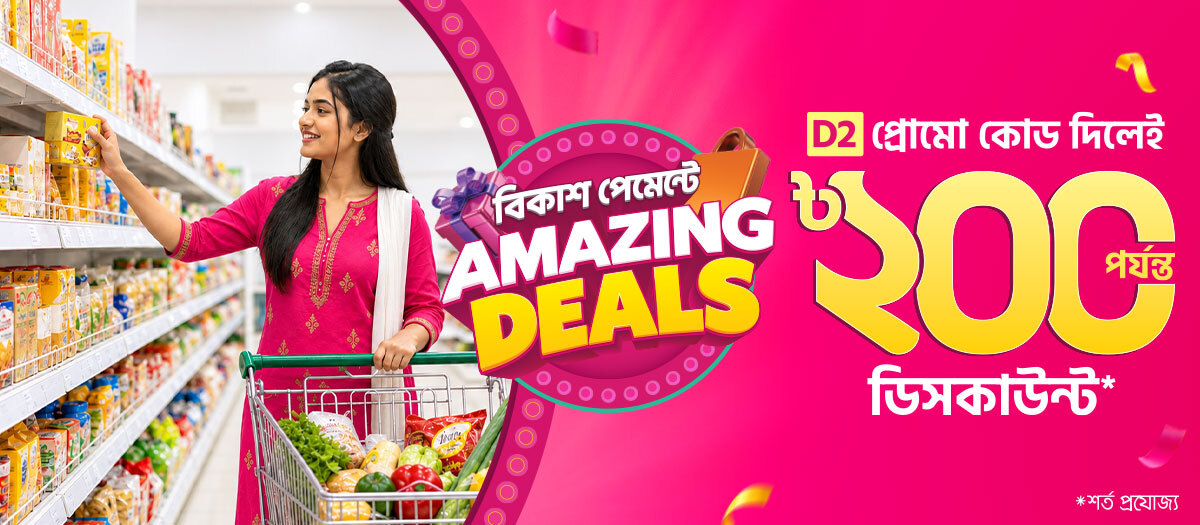 বিকাশ পেমেন্টে
AMAZING
DEALS
D2 প্রোমো কোড দিলেই
৳২০০
পর্যন্ত
ডিসকাউন্ট*
*শর্ত প্রযোজ্য